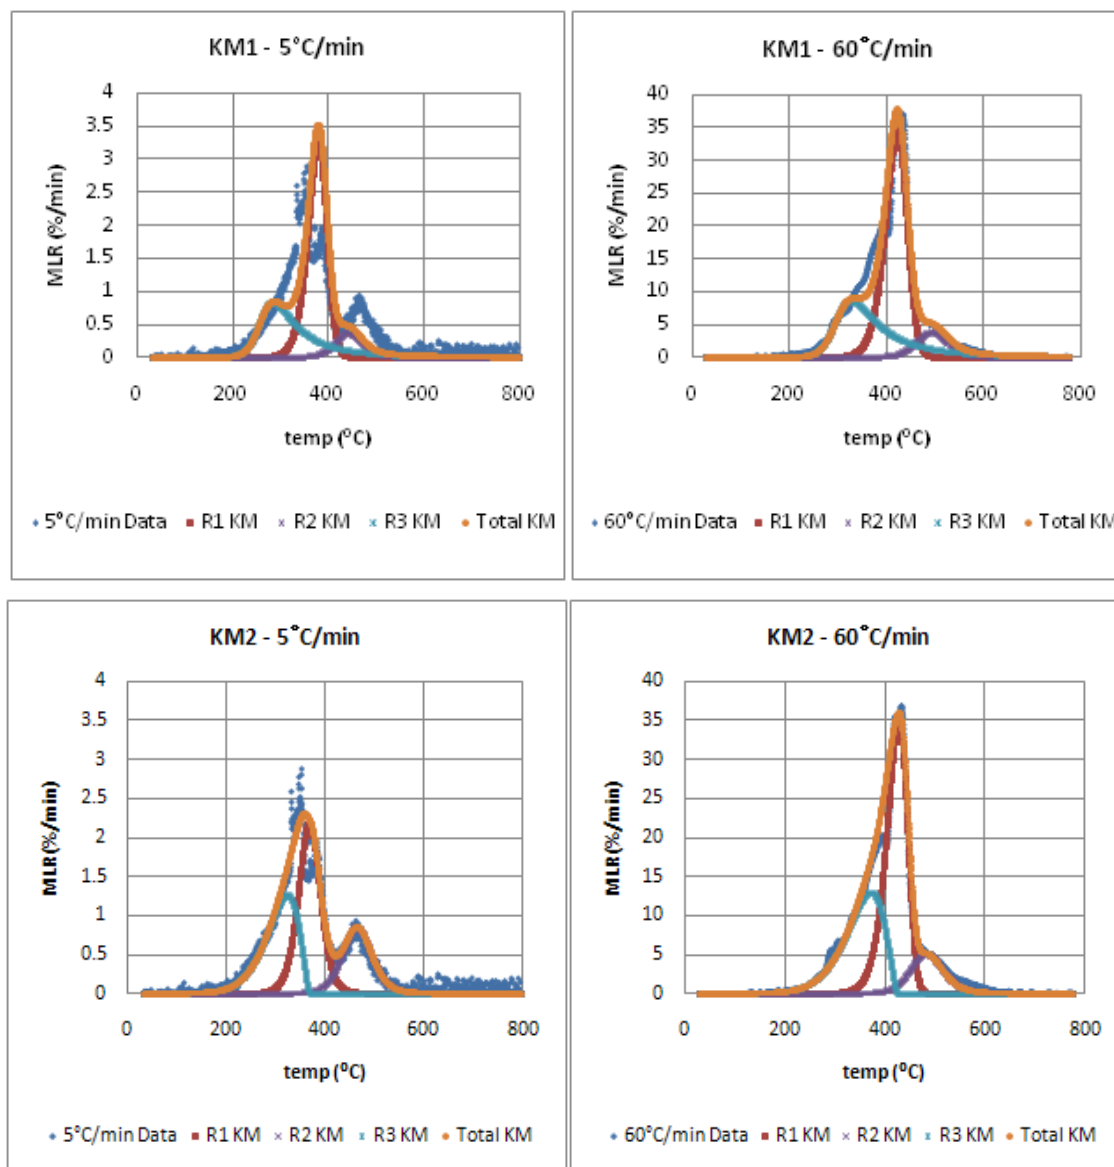 KM1 - 5°C/min
4
3.5
3
2.5
2
1.5
1
0.5
0
MLR (%/min)
0 200 400 600 800
temp (⁰C)
5°C/min Data R1 KM R2 KM R3 KM Total KM
KM1 - 60°C/min
40
35
30
25
20
15
10
5
0
MLR (%/min)
0 200 400 600 800
temp (⁰C)
60°C/min Data R1 KM R2 KM R3 KM Total KM
KM2 - 5°C/min
4
3.5
3
2.5
2
1.5
1
0.5
0
MLR(%/min)
0 200 400 600 800
temp (⁰C)
5°C/min Data R1 KM R2 KM R3 KM Total KM
KM2 - 60°C/min
40
35
30
25
20
15
10
5
0
MLR(%/min)
0 200 400 600 800
temp (⁰C)
60°C/min Data R1 KM R2 KM R3 KM Total KM